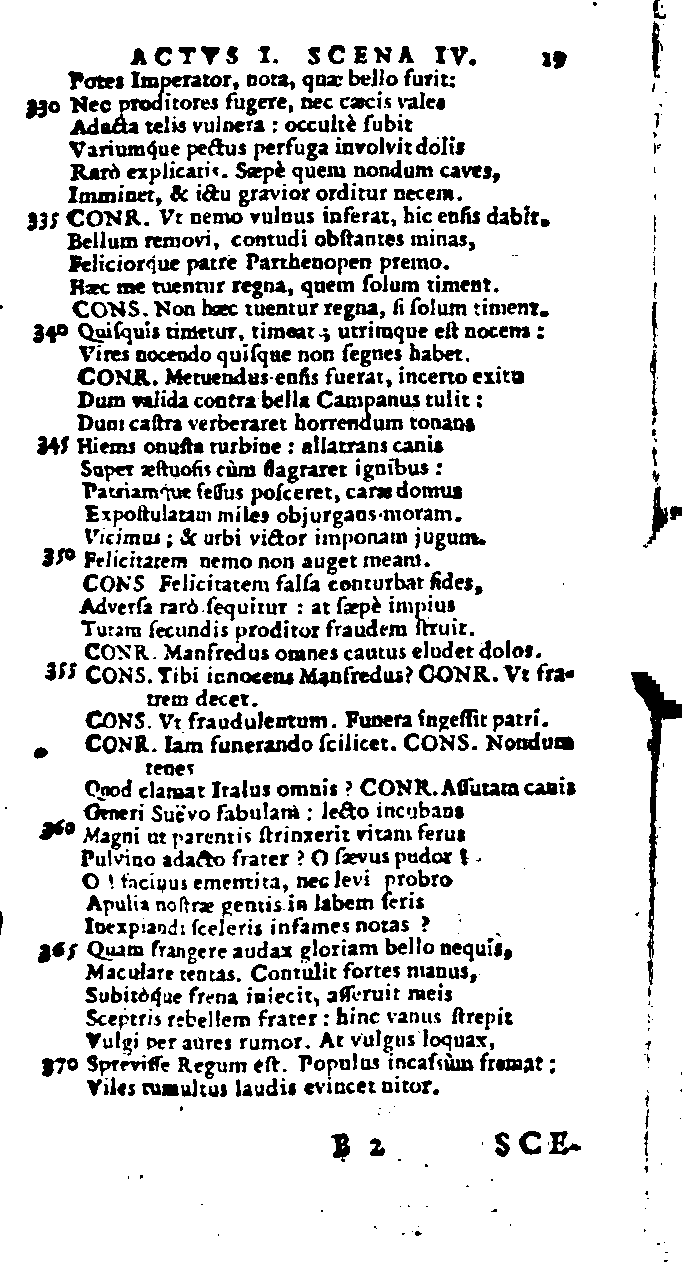 ACTVS I. SCENA IV. 19
Potes Imperator, nota, quæ bello furit:
330 Nec proditores fugere, nec cæcis vales
Adacta telis vulnera : occultè ſubit
Variumq́ue pectus perfuga involvit dolis
Rarò explicatis. Sæpè quem nondum caves,
Imminet, & ictu gravior orditur necem.
335 CONR. Vt nemo vulnus inferat, hic enſis dabit.
Bellum removi, contudi obſtantes minas,
Feliciorque patre Parthenopen premo.
Hæc me tuentur regna, quem ſolum timent.
CONS. Non hæc tuentur regna, ſi ſolum timent.
340 Quiſquis timetur, timeat ; utrimque eſt nocens :
Vires nocendo quiſque non ſegnes habet.
CONR. Metuendus enſis fuerat, incerto exitu
Dum valida contra bella Campanus tulit :
Dum caſtra verberaret horrendum tonans
345 Hiems onuſta turbine : allatrans canis
Super æſtuoſis cùm flagraret ignibus :
Patriamque feſſus poſceret, caræ domus
Expoſtulatam miles objurgans moram.
Vicimus ; & urbi victor imponam jugum.
350 Felicitatem nemo non auget meam.
CONS Felicitatem falſa conturbat fides,
Adverſa rarò ſequitur : at ſæpè impius
Tutam ſecundis proditor fraudem ſtruit.
CONR. Manfredus omnes cautus eludet dolos.
355 CONS. Tibi innocens Manfredus? CONR. Vt fra-
trem decet.
CONS. Vt fraudulentum. Funera ingeſſit patri.
CONR. Iam funerando ſcilicet. CONS. Nondum
tenes
Quod clamat Italus omnis ? CONR. Aſſutam canis
Generi Suëvo fabulam : lecto incubans
360 Magni ut parentis ſtrinxerit vitam ferus
Pulvino adacto frater ? O ſævus pudor !
O ! facinus ementita, nec levi probro
Apulia noſtræ gentis in labem feris
Inexpiandi ſceleris infames notas ?
365 Quam frangere audax gloriam bello nequis,
Maculare tentas. Contulit fortes manus,
Subitòq́ue frena iniecit, aſſeruit meis
Sceptris rebellem frater : hinc vanus ſtrepit
Vulgi per aures rumor. At vulgus loquax,
370 Spreviſſe Regum eſt. Populus incaſsùm fremat ;
Viles tumultus laudis evincet nitor.
B 2 SCE-